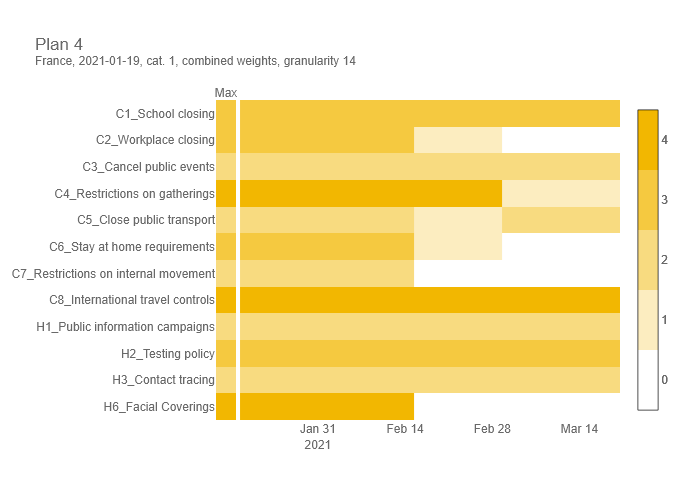 Plan 4
France, 2021-01-19, cat. 1, combined weights, granularity 14
Max
C1_School closing
C2_Workplace closing
C3_Cancel public events
C4_Restrictions on gatherings
C5_Close public transport
C6_Stay at home requirements
C7_Restrictions on internal movement
C8_International travel controls
H1_Public information campaigns
H2_Testing policy
H3_Contact tracing
H6_Facial Coverings
Jan 31 Feb 14 Feb 28 Mar 14
2021
4
3
2
1
0